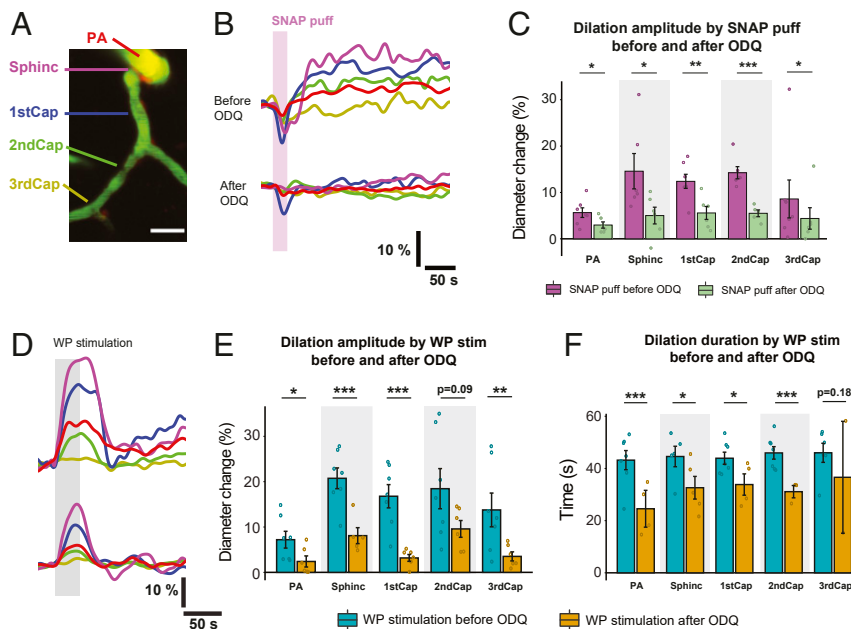 A
PA
Sphinc
1stCap
2ndCap
3rdCap
B
SNAP puff
Before
ODQ
After
ODQ
10 %
50 s
C
Dilation amplitude by SNAP puff
before and after ODQ
Diameter change (%)
30
20
10
0
* * ** *** *
PA Sphinc 1stCap 2ndCap 3rdCap
SNAP puff before ODQ SNAP puff after ODQ
D
WP stimulation
10 %
50 s
E
Dilation amplitude by WP stim
before and after ODQ
Diameter change (%)
30
20
10
0
* *** *** p=0.09 **
PA Sphinc 1stCap 2ndCap 3rdCap
F
Dilation duration by WP stim
before and after ODQ
Time (s)
60
40
20
0
*** * * *** p=0.18
PA Sphinc 1stCap 2ndCap 3rdCap
WP stimulation before ODQ WP stimulation after ODQ